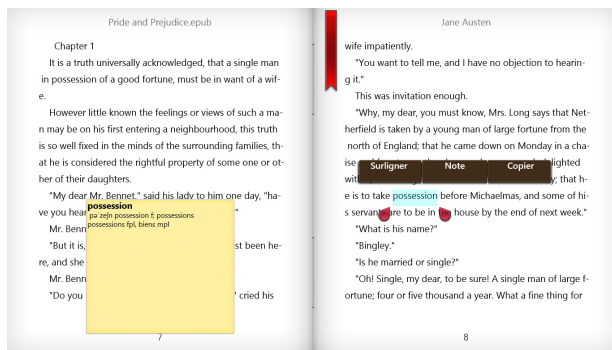 Pride and Prejudice.epub
Chapter 1
It is a truth universally acknowledged, that a single man
in possession of a good fortune, must be in want of a wif-
e.
However little known the feelings or views of such a ma-
n may be on his first entering a neighbourhood, this truth
is so well fixed in the minds of the surrounding families, th-
at he is considered the rightful property of some one or ot-
her of their daughters.
"My dear Mr. Bennet," said his lady to him one day, "ha-
ve you
Mr.
"But it is, been he-
re, and she
Mr.
"Do you cried his
possession
pəˈzeʃn possession f; possessions
possessions fpl, biens mpl
7
Jane Austen
wife impatiently.
"You want to tell me, and I have no objection to hearin-
g it."
This was invitation enough.
"Why, my dear, you must know, Mrs. Long says that Net-
herfield is taken by a young man of large fortune from the
north of England; that he came down on Monday in a cha-
ise
Surligner Note Copier
that h-
e is to take possession before Michaelmas, and some of hi-
s servants are to be in the house by the end of next week."
"What is his name?"
"Bingley."
"Is he married or single?"
"Oh! Single, my dear, to be sure! A single man of large f-
ortune; four or five thousand a year. What a fine thing for
8